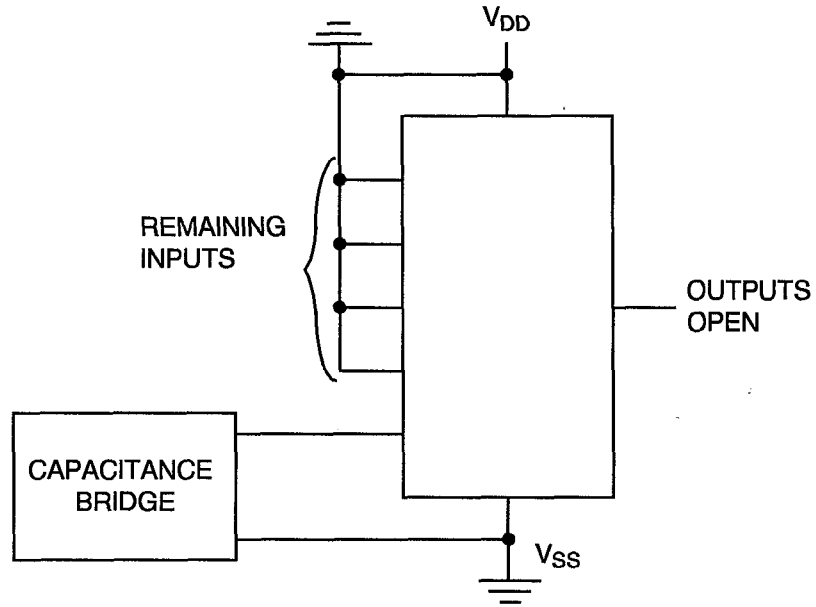 VDD
REMAINING
INPUTS
OUTPUTS
OPEN
CAPACITANCE
BRIDGE
VSS